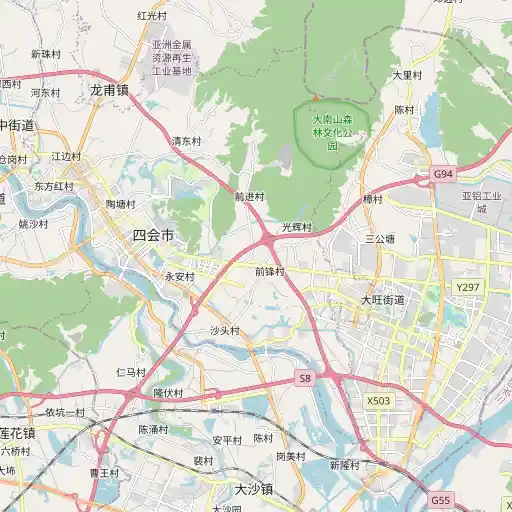 红光村
亚洲金属
资源再生
工业基地
新珠村
龙甫镇
河西村
河东村
大里村
陈村
大南山森
林文化公
园
中街道
清东村
仓岗村
江边村
G94
东方红村
陶塘村
前进村
樟村
亚铝工业
城
姚沙村
四会市
光辉村
三公塘
永安村
前锋村
Y297
大旺街道
沙头村
仁马村
隆伏村
S8
X503
依坑一村
莲花镇
陈涌村
安平村
陈村
六桥村
裴村
岗美村
新隆村
曹王村
大沙镇
大沙园
G55